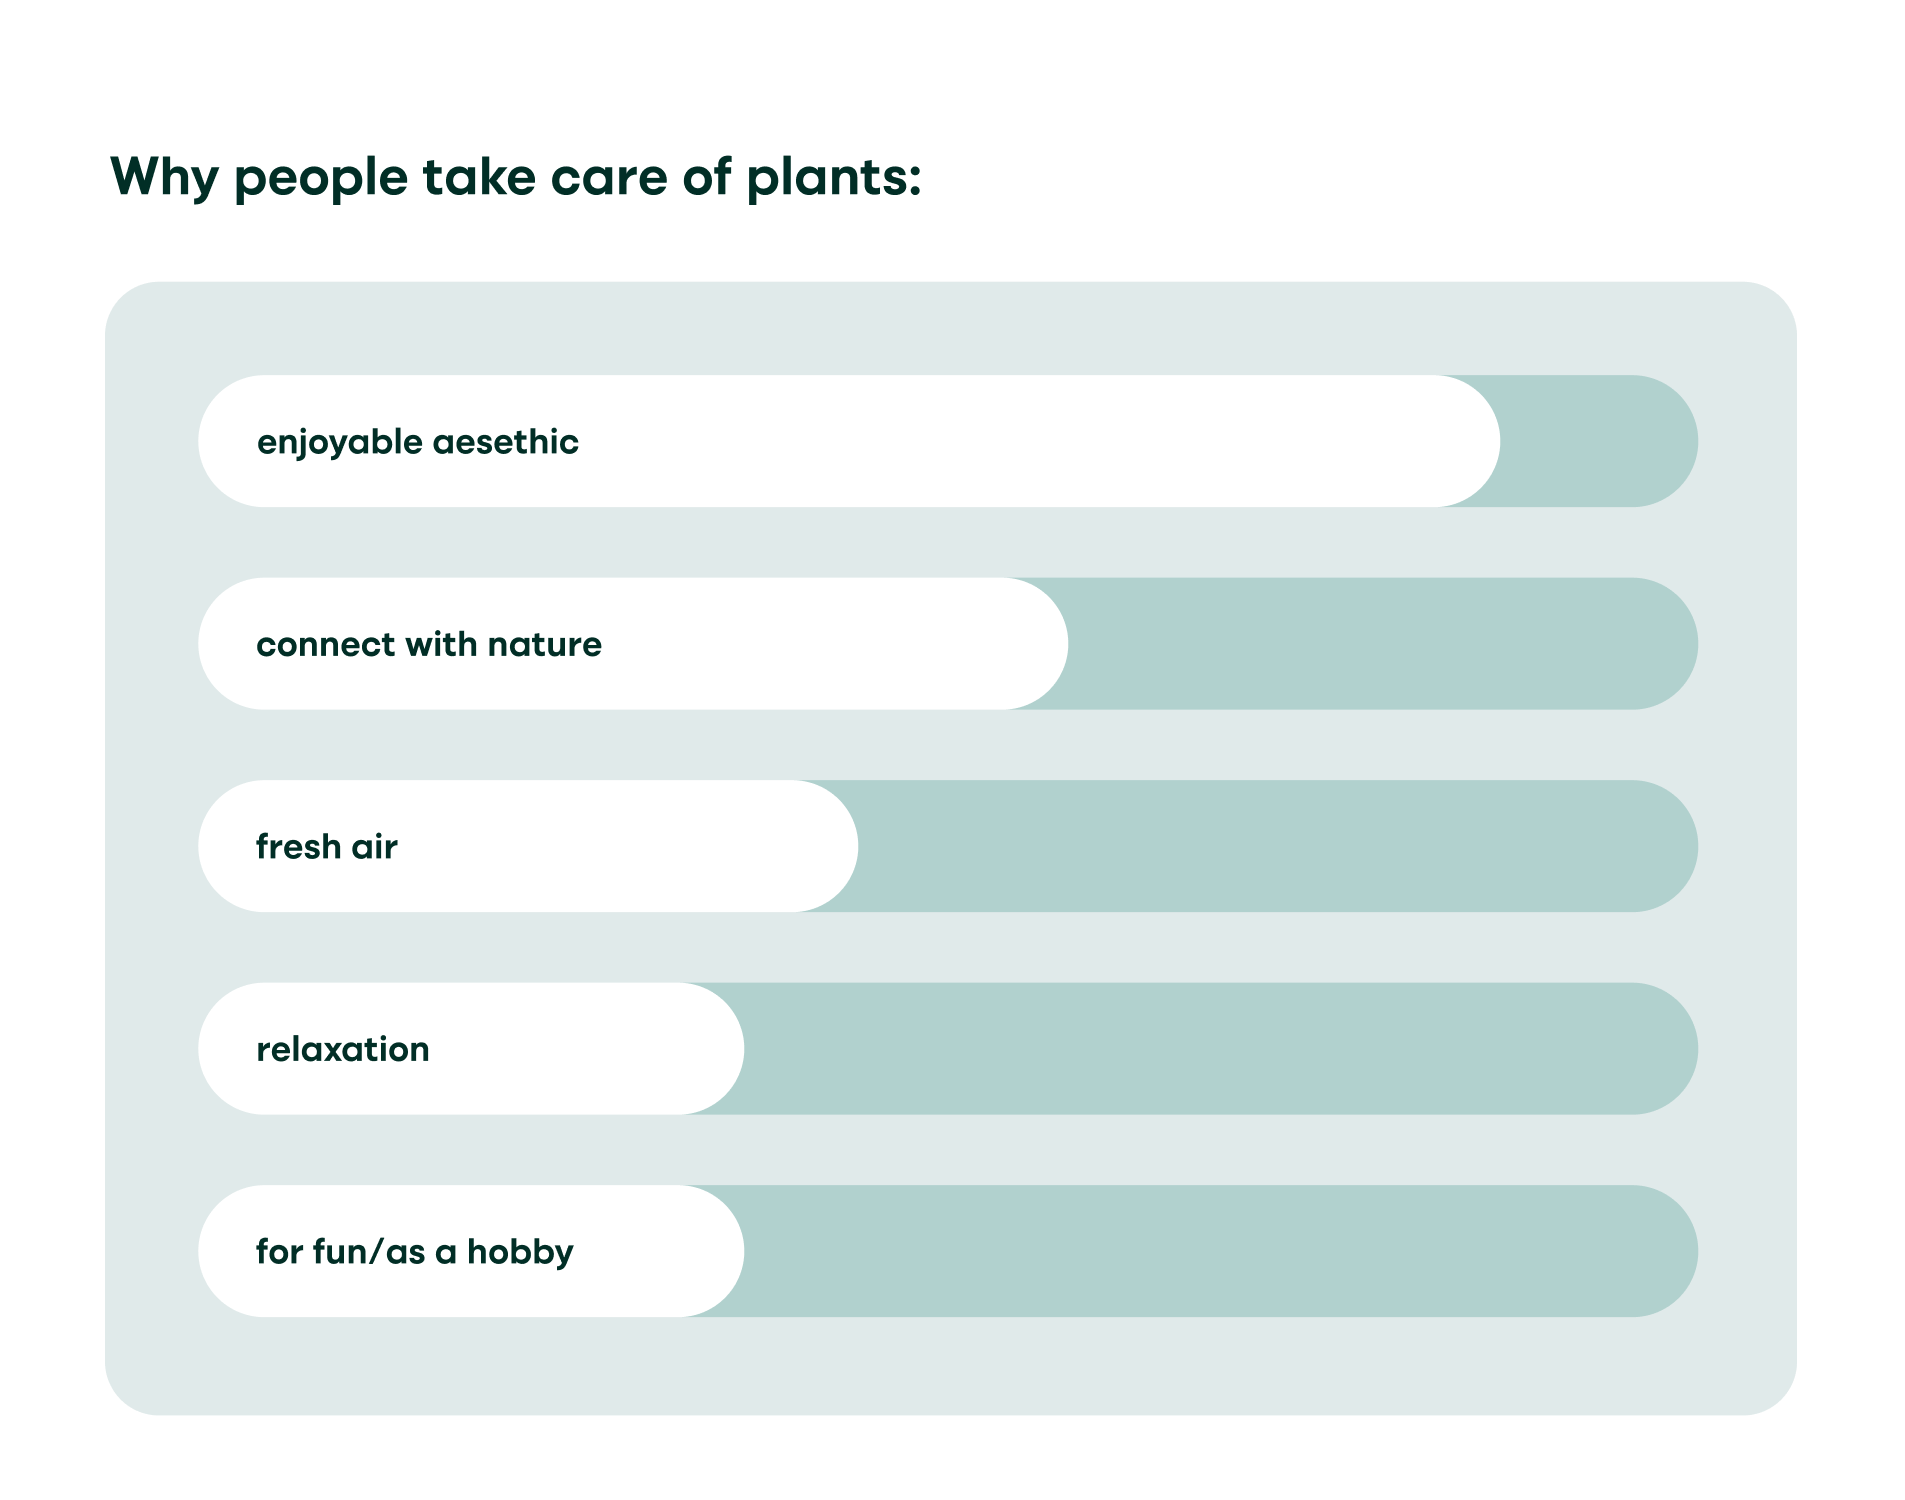 Why people take care of plants:
enjoyable aesethic
connect with nature
fresh air
relaxation
for fun/as a hobby